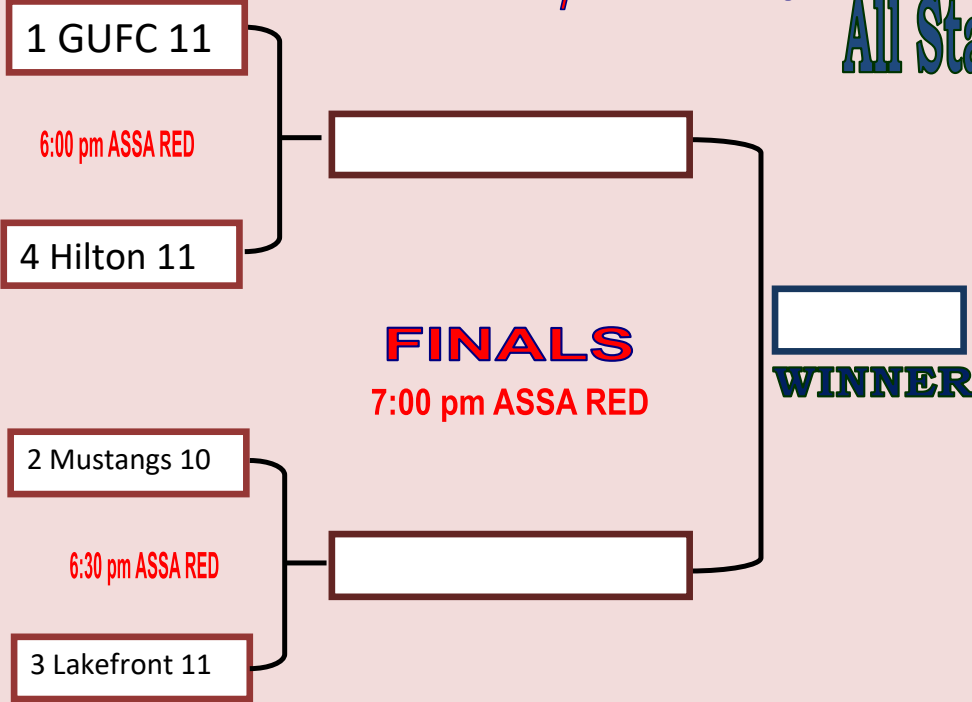 All
1 GUFC 11
6:00 pm ASSA RED
4 Hilton 11
FINALS
7:00 pm ASSA RED
WINNER
2 Mustangs 10
6:30 pm ASSA RED
3 Lakefront 11